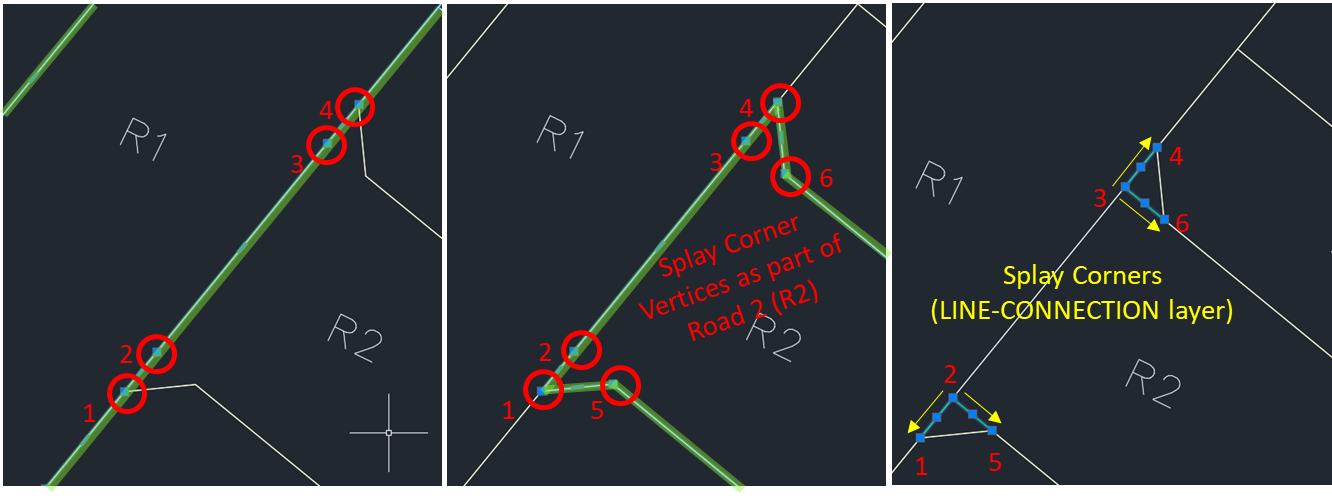 R1
4
3
R2
2
1
R1
4
3
6
Splay Corner
Vertices as part of
Road 2 (R2)
R2
2
1
5
R1
4
3
6
Splay Corners
(LINE-CONNECTION layer)
R2
2
1
5